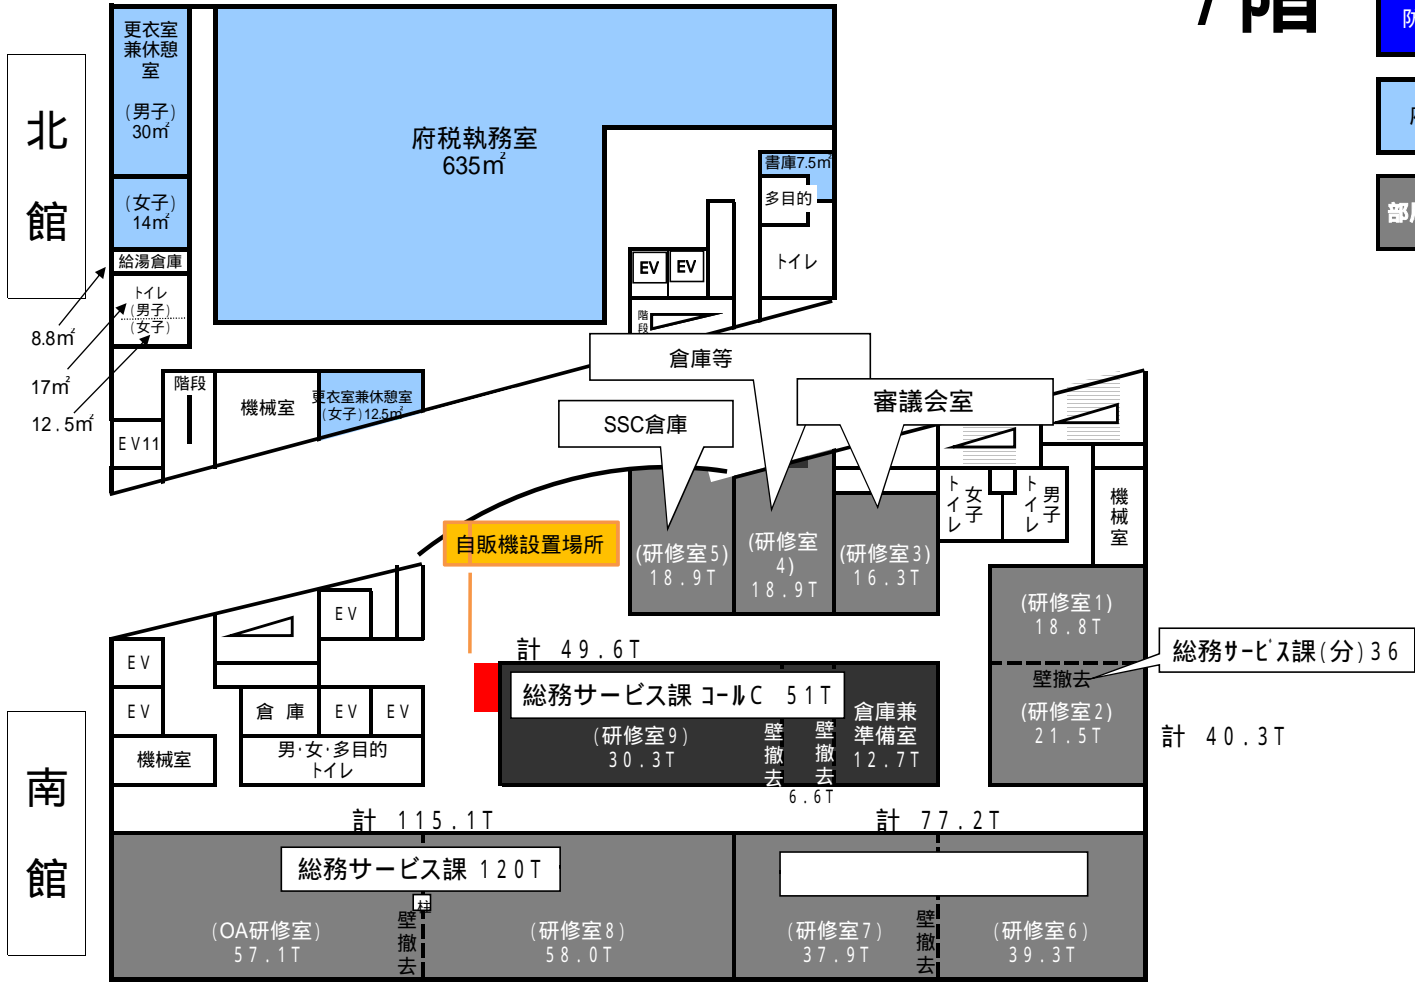 階
防
府
部
北
館
更衣室
兼休憩
室
(男子)
30㎡
(女子)
14㎡
給湯倉庫
トイレ
(男子)
(女子)
8.8㎡
17㎡
12.5㎡
府税執務室
635㎡
書庫7.5㎡
多目的
トイレ
EV
EV
階
段
倉庫等
審議会室
SSC倉庫
階段
機械室
更衣室兼休憩室
(女子)12.5㎡
EV11
自販機設置場所
(研修室5)
18.9T
(研修室
4)
18.9T
(研修室3)
16.3T
女子
トイレ
男子
トイレ
機械室
(研修室1)
18.8T
壁撤去
(研修室2)
21.5T
総務サービス課(分)36
計 40.3T
EV
EV
EV
倉庫
EV
EV
機械室
男・女・多目的
トイレ
計 49.6T
総務サービス課 コールC 51T
(研修室9)
30.3T
壁撤去
壁撤去
6.6T
倉庫兼
準備室
12.7T
南
館
計 115.1T
計 77.2T
総務サービス課 120T
柱
(OA研修室)
57.1T
壁撤去
(研修室8)
58.0T
(研修室7)
37.9T
壁撤去
(研修室6)
39.3T